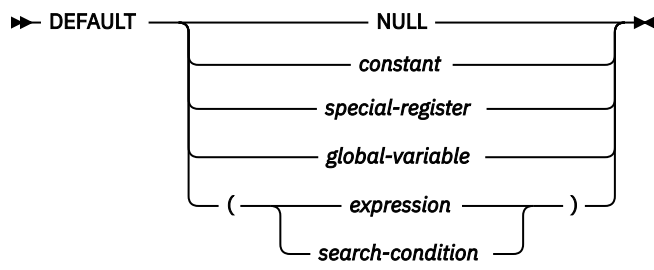 DEFAULT NULL
constant
special-register
global-variable
( expression )
search-condition